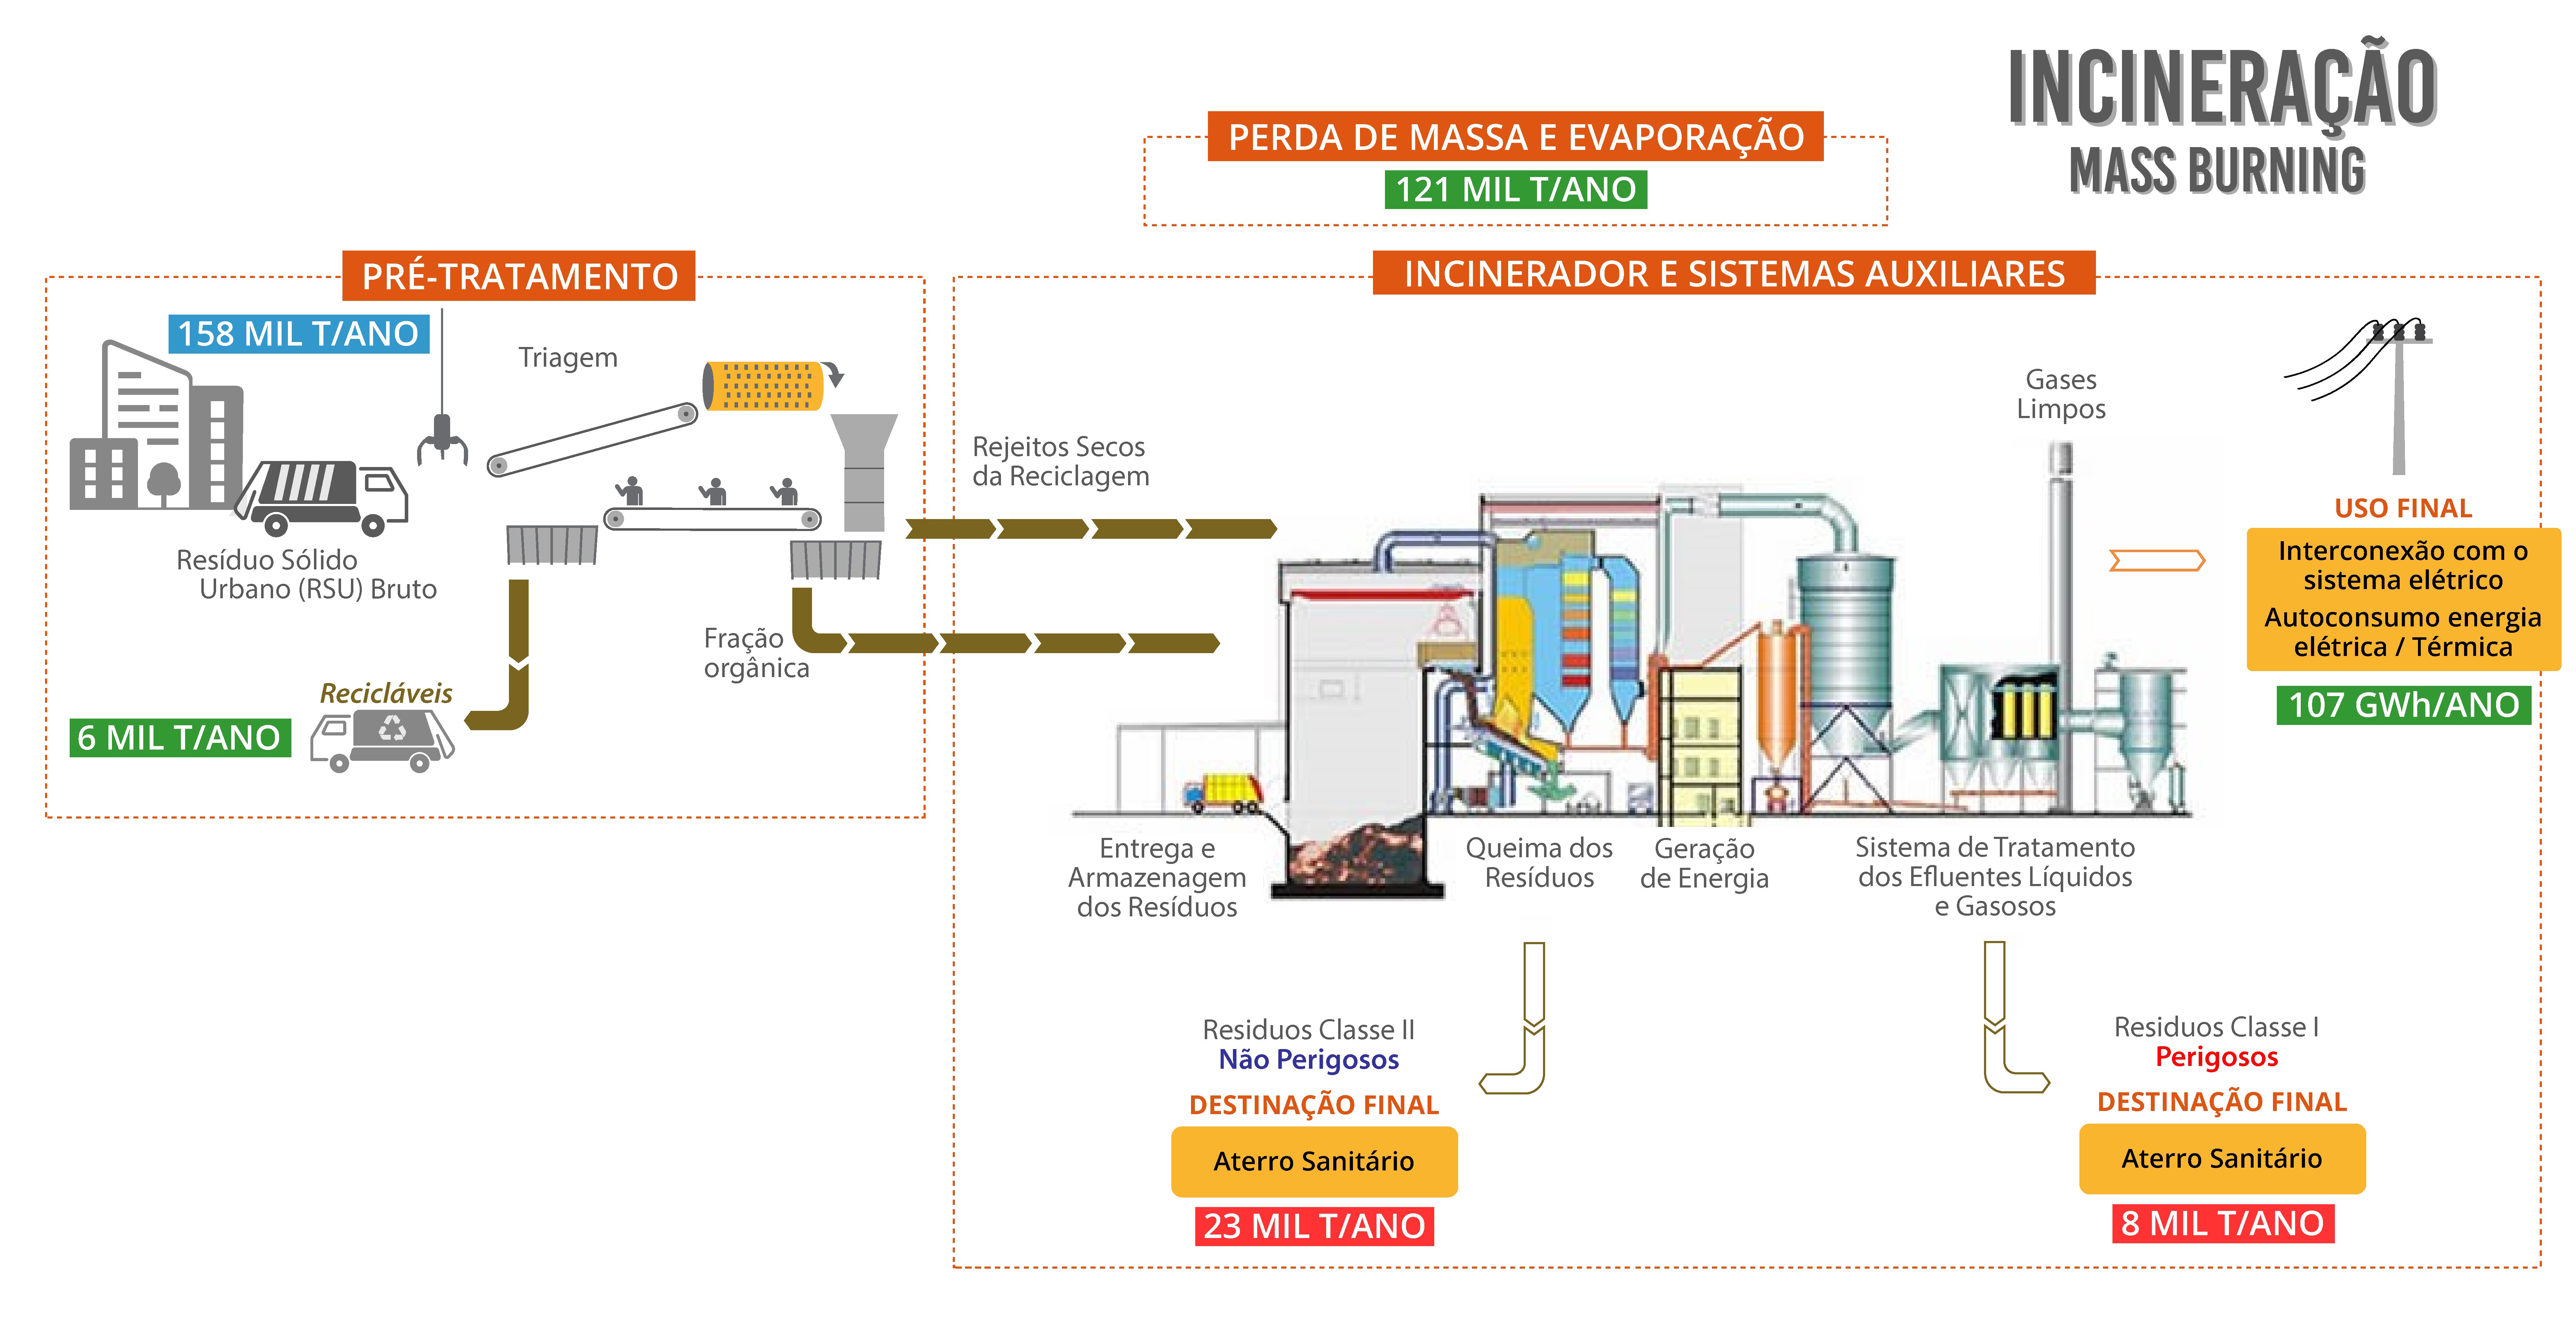 INCINERAÇÃO
MASS BURNING
PERDA DE MASSA E EVAPORAÇÃO
121 MIL T/ANO
PRÉ-TRATAMENTO
158 MIL T/ANO
Triagem
Resíduo Sólido
Urbano (RSU) Bruto
Fração
orgânica
Recicláveis
6 MIL T/ANO
INCINERADOR E SISTEMAS AUXILIARES
Rejeitos Secos
da Reciclagem
Gases
Limpos
USO FINAL
Interconexão com o
sistema elétrico
Autoconsumo energia
elétrica / Térmica
107 GWh/ANO
Entrega e
Armazenagem
dos Resíduos
Queima dos
Resíduos
Geração
de Energia
Sistema de Tratamento
dos Efluentes Líquidos
e Gasosos
Residuos Classe II
Não Perigosos
DESTINAÇÃO FINAL
Aterro Sanitário
23 MIL T/ANO
Residuos Classe I
Perigosos
DESTINAÇÃO FINAL
Aterro Sanitário
8 MIL T/ANO